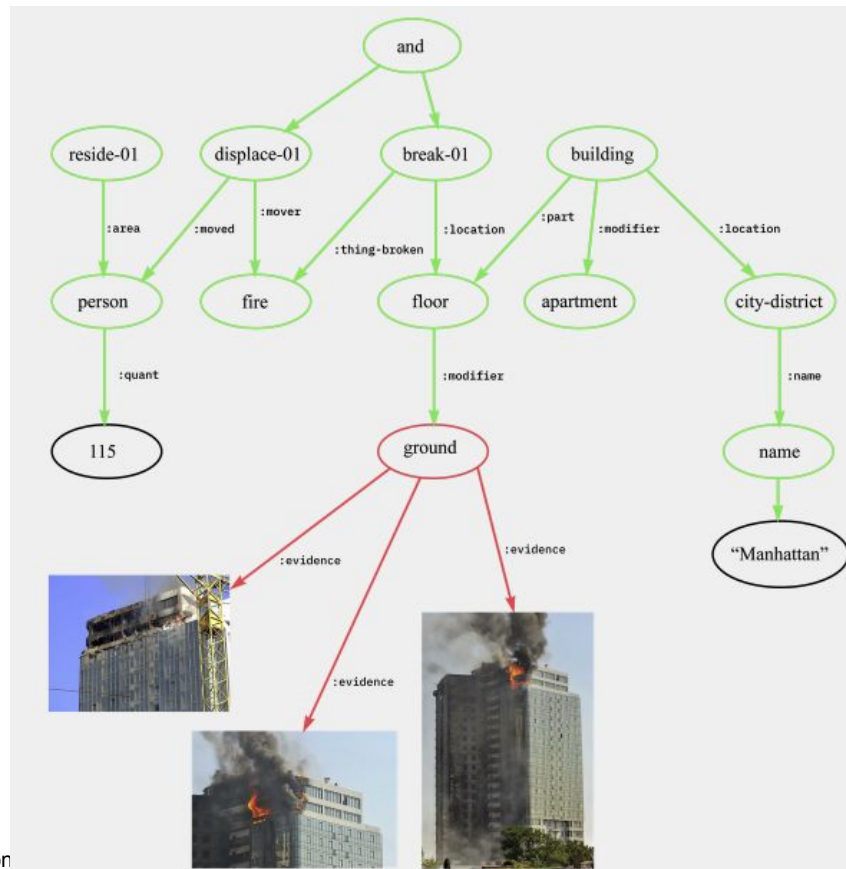 and
reside-01 displace-01 break-01 building
:mover
:area :moved :location :part :modifier :location
:thing-broken
person fire floor apartment city-district
:quant :modifier :name
115 ground name
:evidence :evidence "Manhattan"
:evidence
on